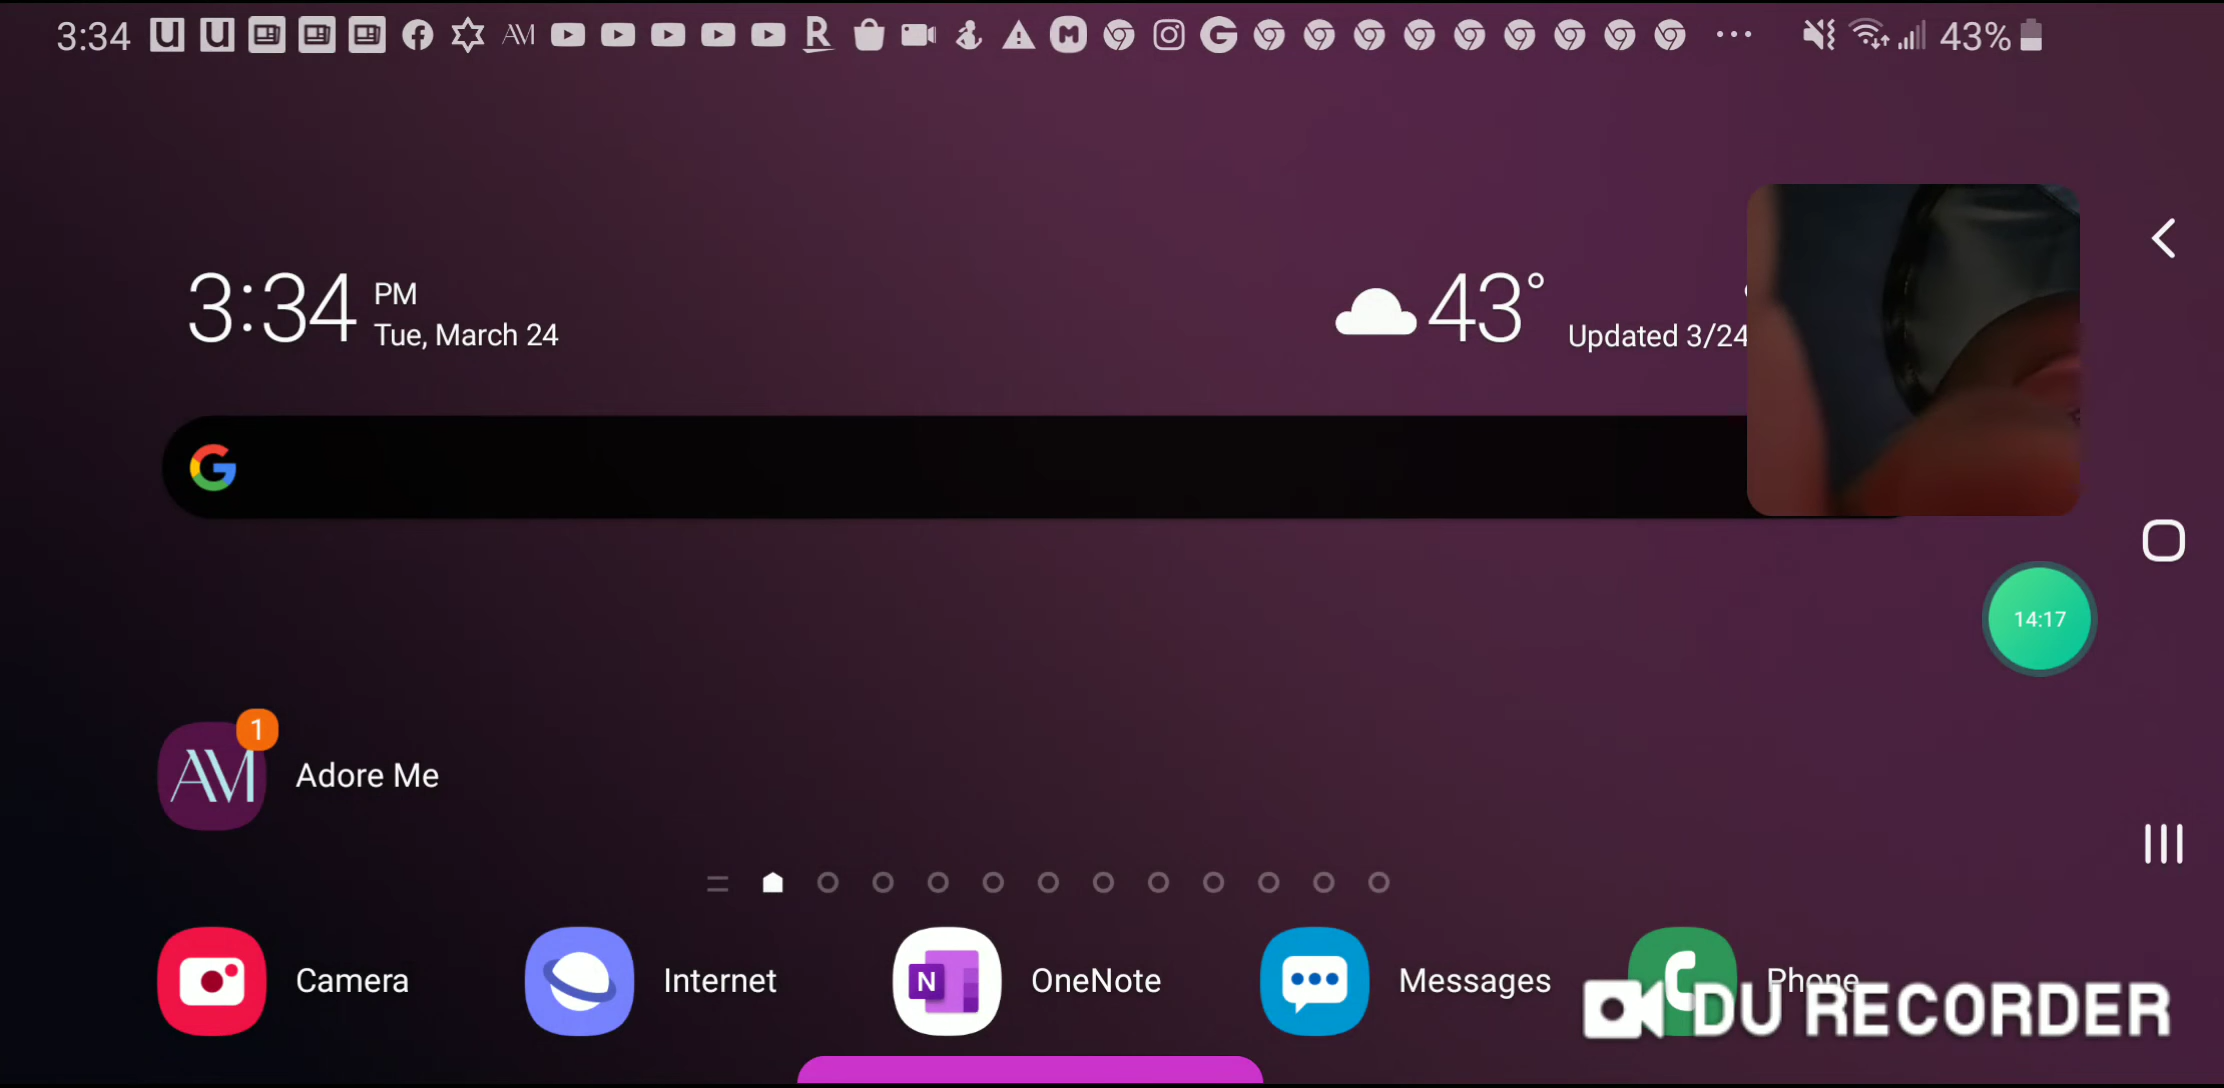 3:34 43%
3:34 PM
Tue, March 24
43°
Updated 3/24
14:17
1
AM Adore Me
Camera
Internet
N OneNote
Messages
Phone
DU RECORDER